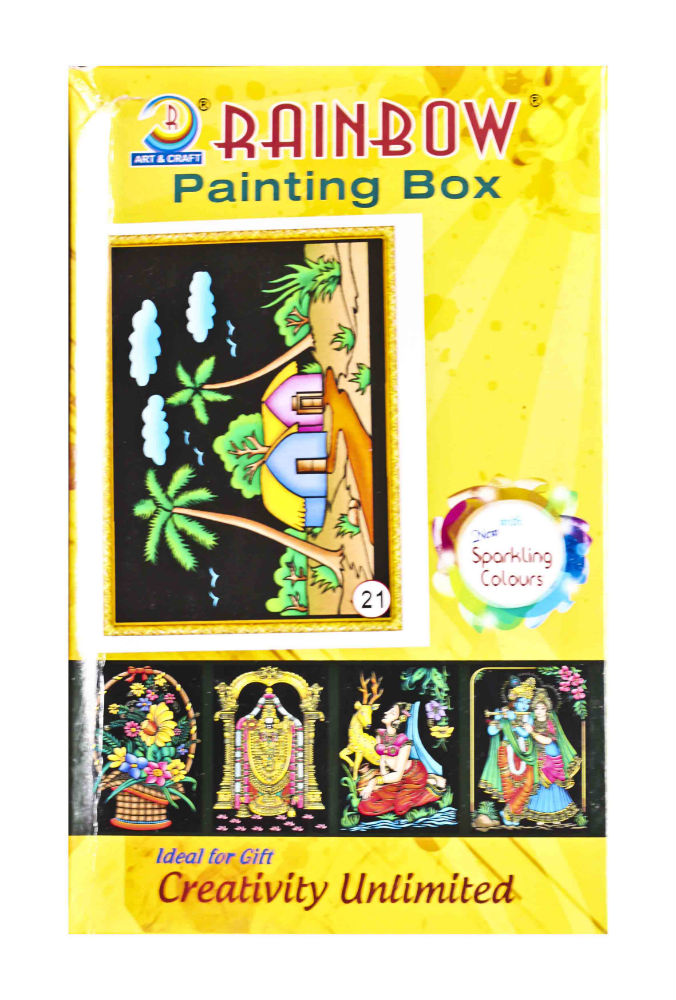 R
ART & CRAFT
® RAINBOW ®
Painting Box
with
New
Sparkling
Colours
21
Ideal for Gift
Creativity Unlimited